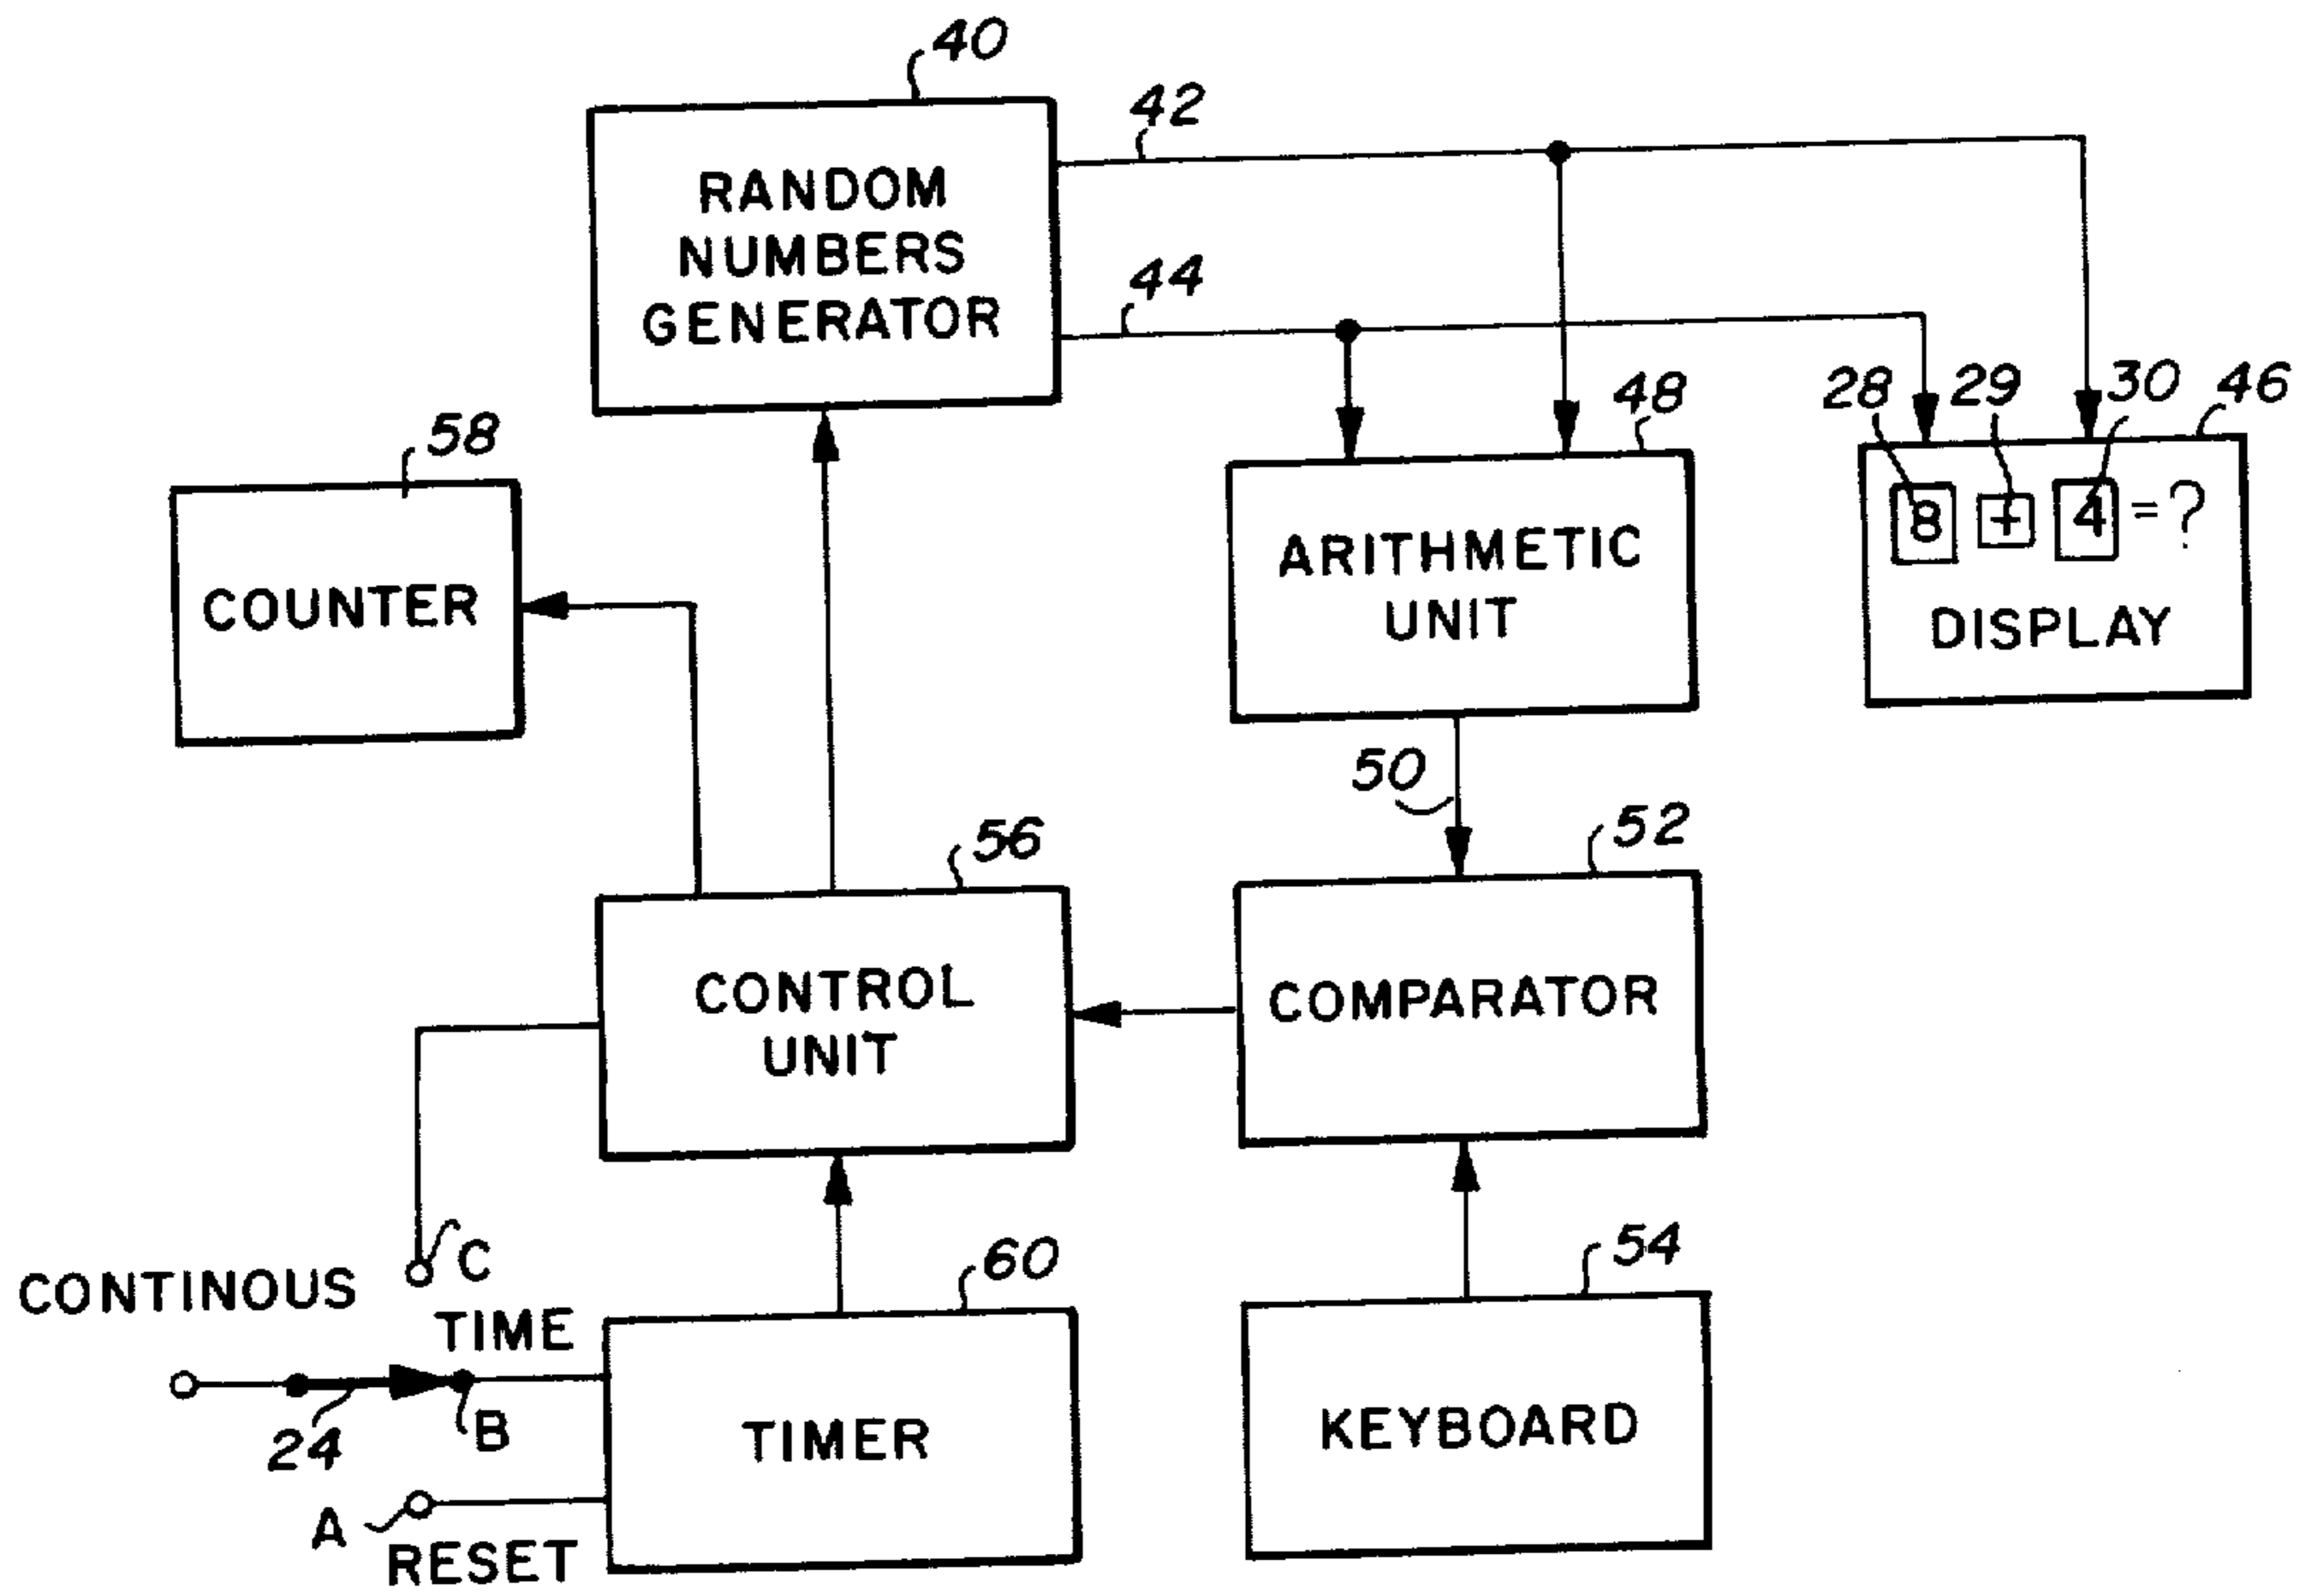 40
42
RANDOM
NUMBERS
GENERATOR
44
28
29
30
46
48
58
8 + 4 = ?
DISPLAY
ARITHMETIC
UNIT
COUNTER
50
52
56
CONTROL
UNIT
COMPARATOR
C
CONTINOUS
TIME
60
54
24
B
TIMER
KEYBOARD
A
RESET